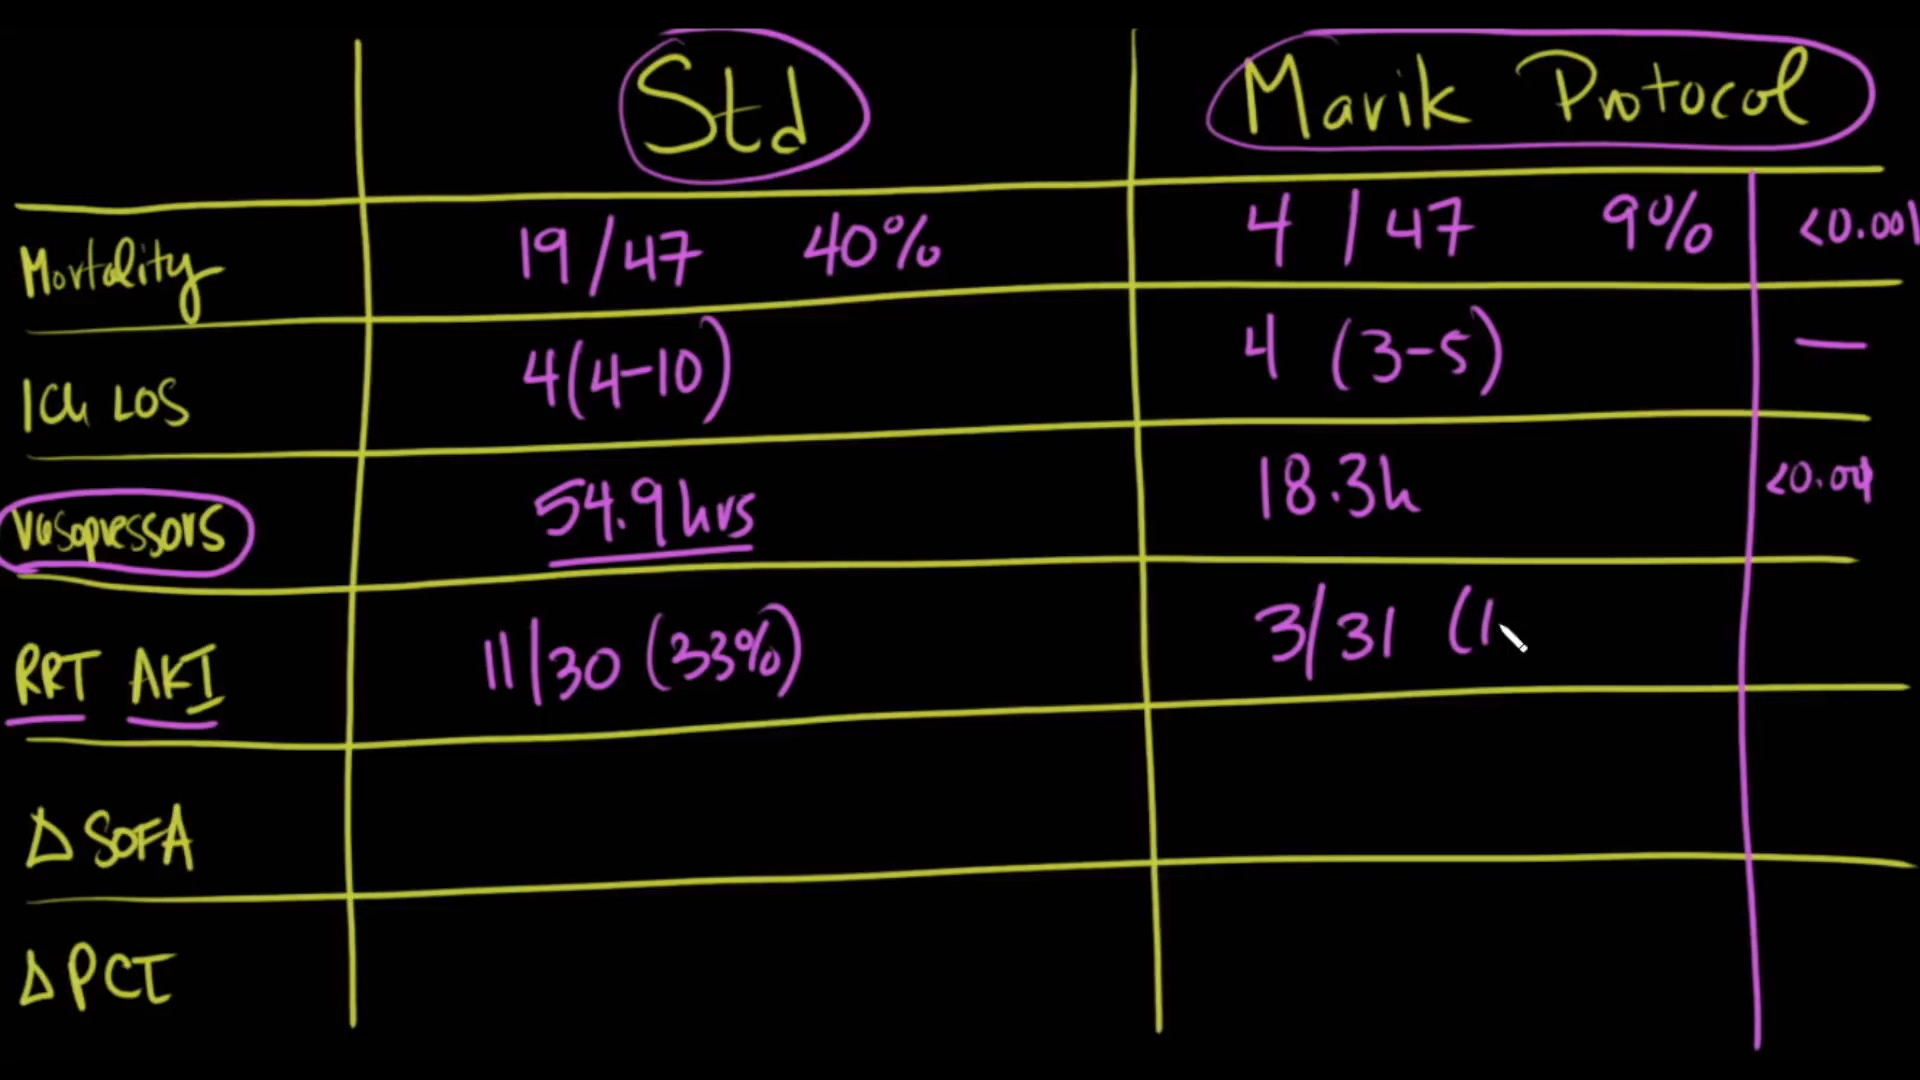 Std Marik Protocol
Mortality 19/47 40% 4/47 9% <0.001
ICU LOS 4(4-10) 4 (3-5) —
Vasopressors 54.9hrs 18.3h <0.001
RRT AKI 11/30 (33%) 3/31 (1
Δ SOFA
Δ PCT